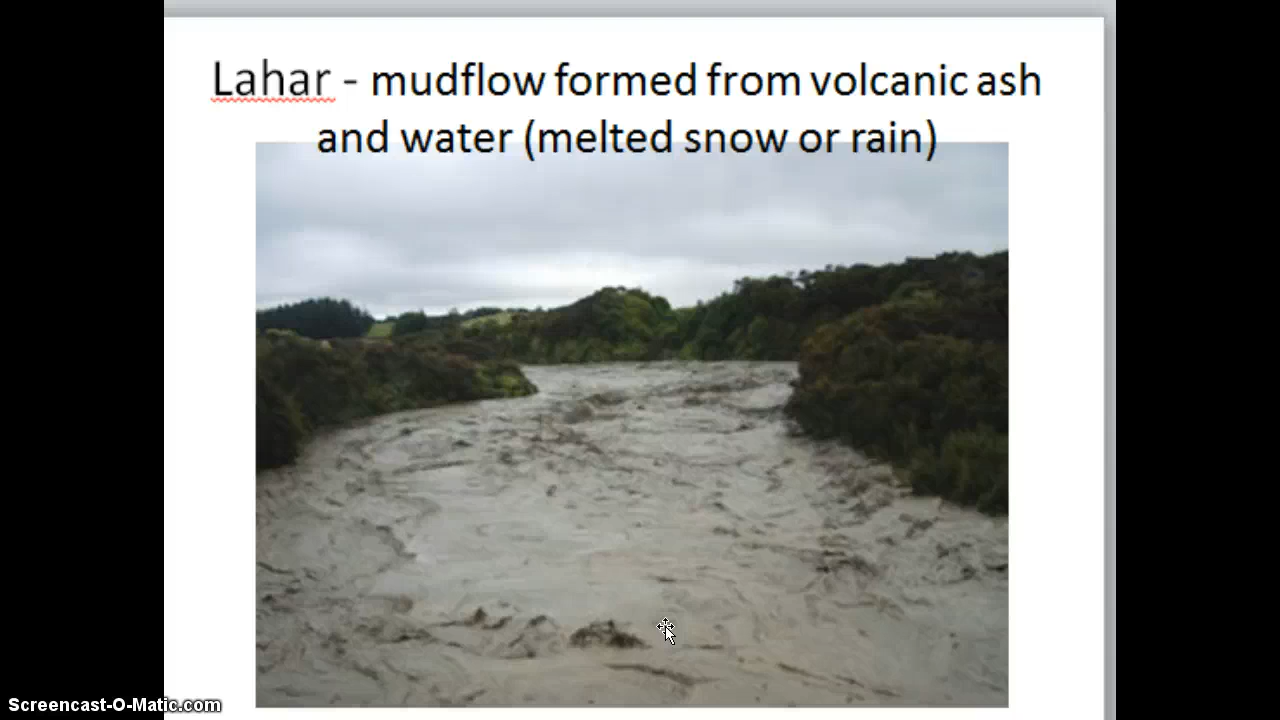 Lahar - mudflow formed from volcanic ash
and water (melted snow or rain)
Screencast-O-Matic.com